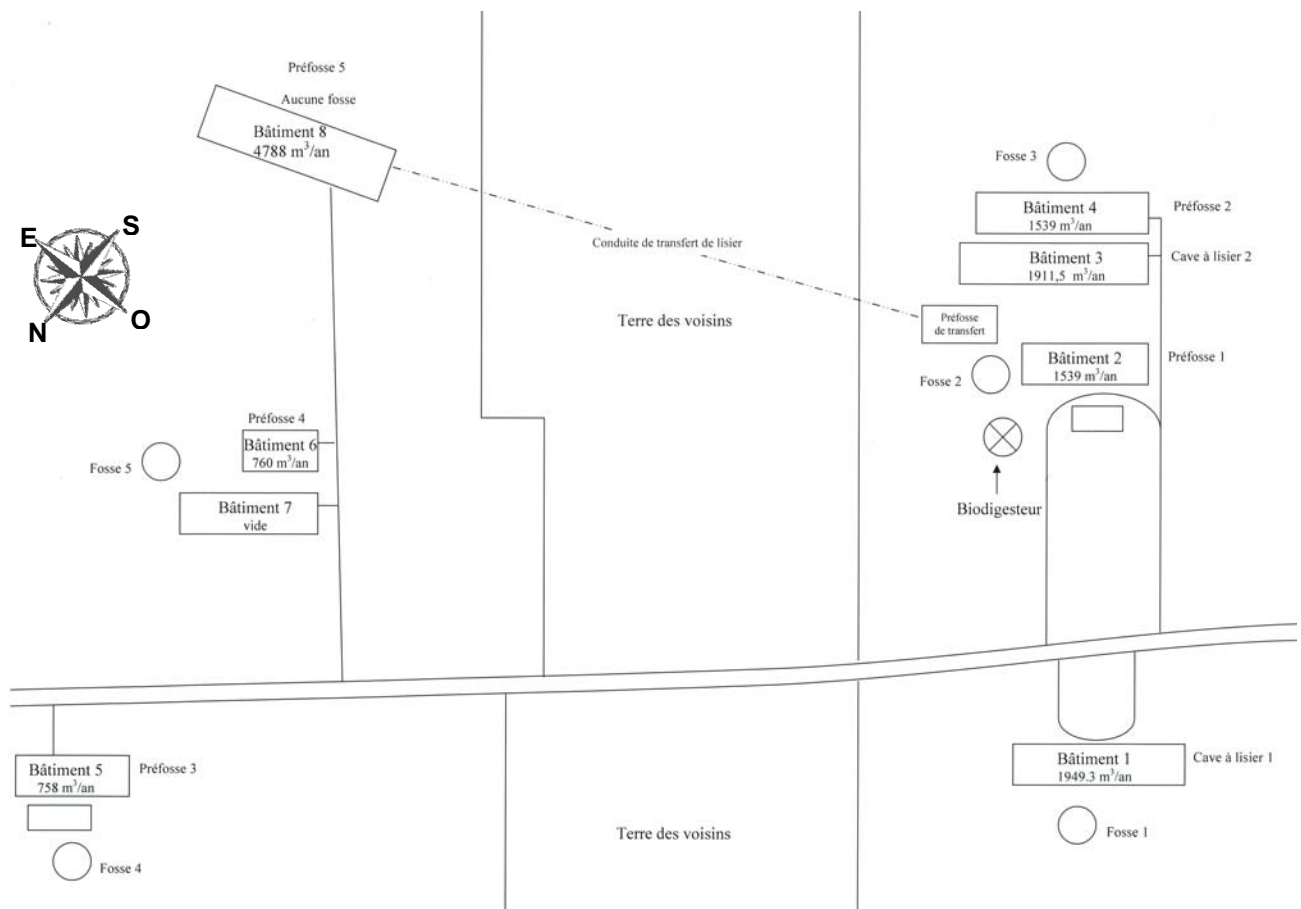 Préfosse 5
Aucune fosse
Bâtiment 8
4788 m³/an
E
S
N
O
Conduite de transfert de lisier
Terre des voisins
Fosse 3
Bâtiment 4
1539 m³/an
Préfosse 2
Bâtiment 3
1911,5 m³/an
Cave à lisier 2
Préfosse
de transfert
Fosse 2
Bâtiment 2
1539 m³/an
Préfosse 1
Biodigesteur
Préfosse 4
Bâtiment 6
760 m³/an
Fosse 5
Bâtiment 7
vide
Bâtiment 5
758 m³/an
Préfosse 3
Fosse 4
Terre des voisins
Bâtiment 1
1949.3 m³/an
Cave à lisier 1
Fosse 1